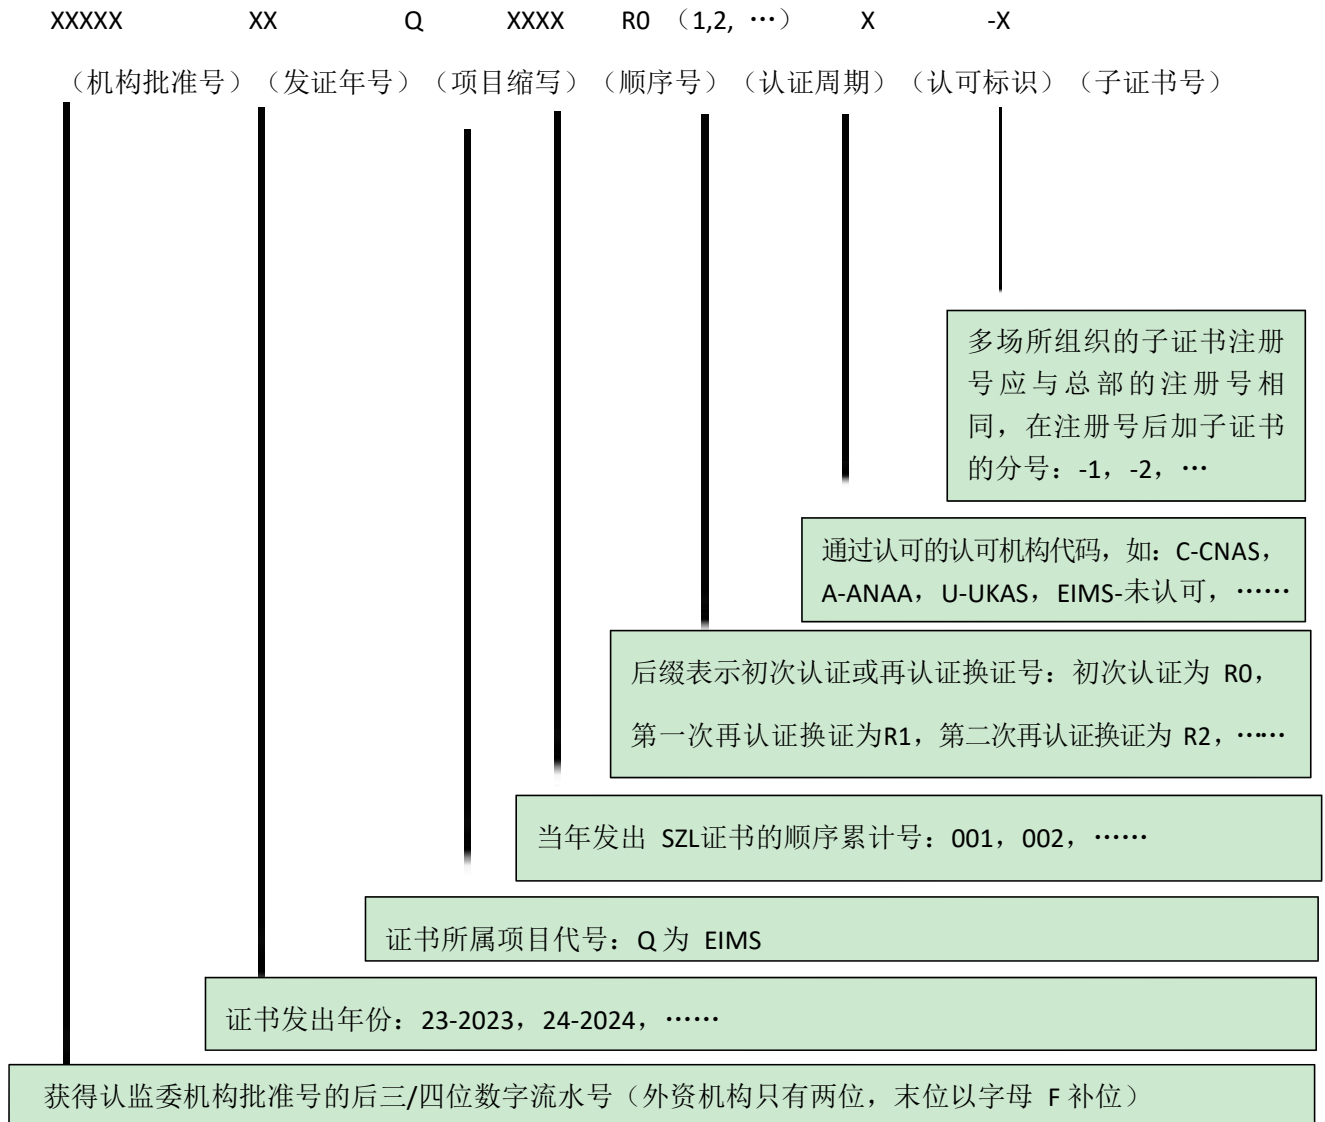 XXXXX XX Q XXXX R0 （1,2, …） X -X
（机构批准号）（发证年号）（项目缩写）（顺序号）（认证周期）（认可标识）（子证书号）
多场所组织的子证书注册
号应与总部的注册号相
同，在注册号后加子证书
的分号：-1，-2，…
通过认可的认可机构代码，如：C-CNAS，
A-ANAA，U-UKAS，EIMS-未认可，……
后缀表示初次认证或再认证换证号：初次认证为 R0，
第一次再认证换证为R1，第二次再认证换证为 R2，……
当年发出 SZL证书的顺序累计号：001，002，……
证书所属项目代号：Q 为 EIMS
证书发出年份：23-2023，24-2024，……
获得认监委机构批准号的后三/四位数字流水号（外资机构只有两位，末位以字母 F 补位）